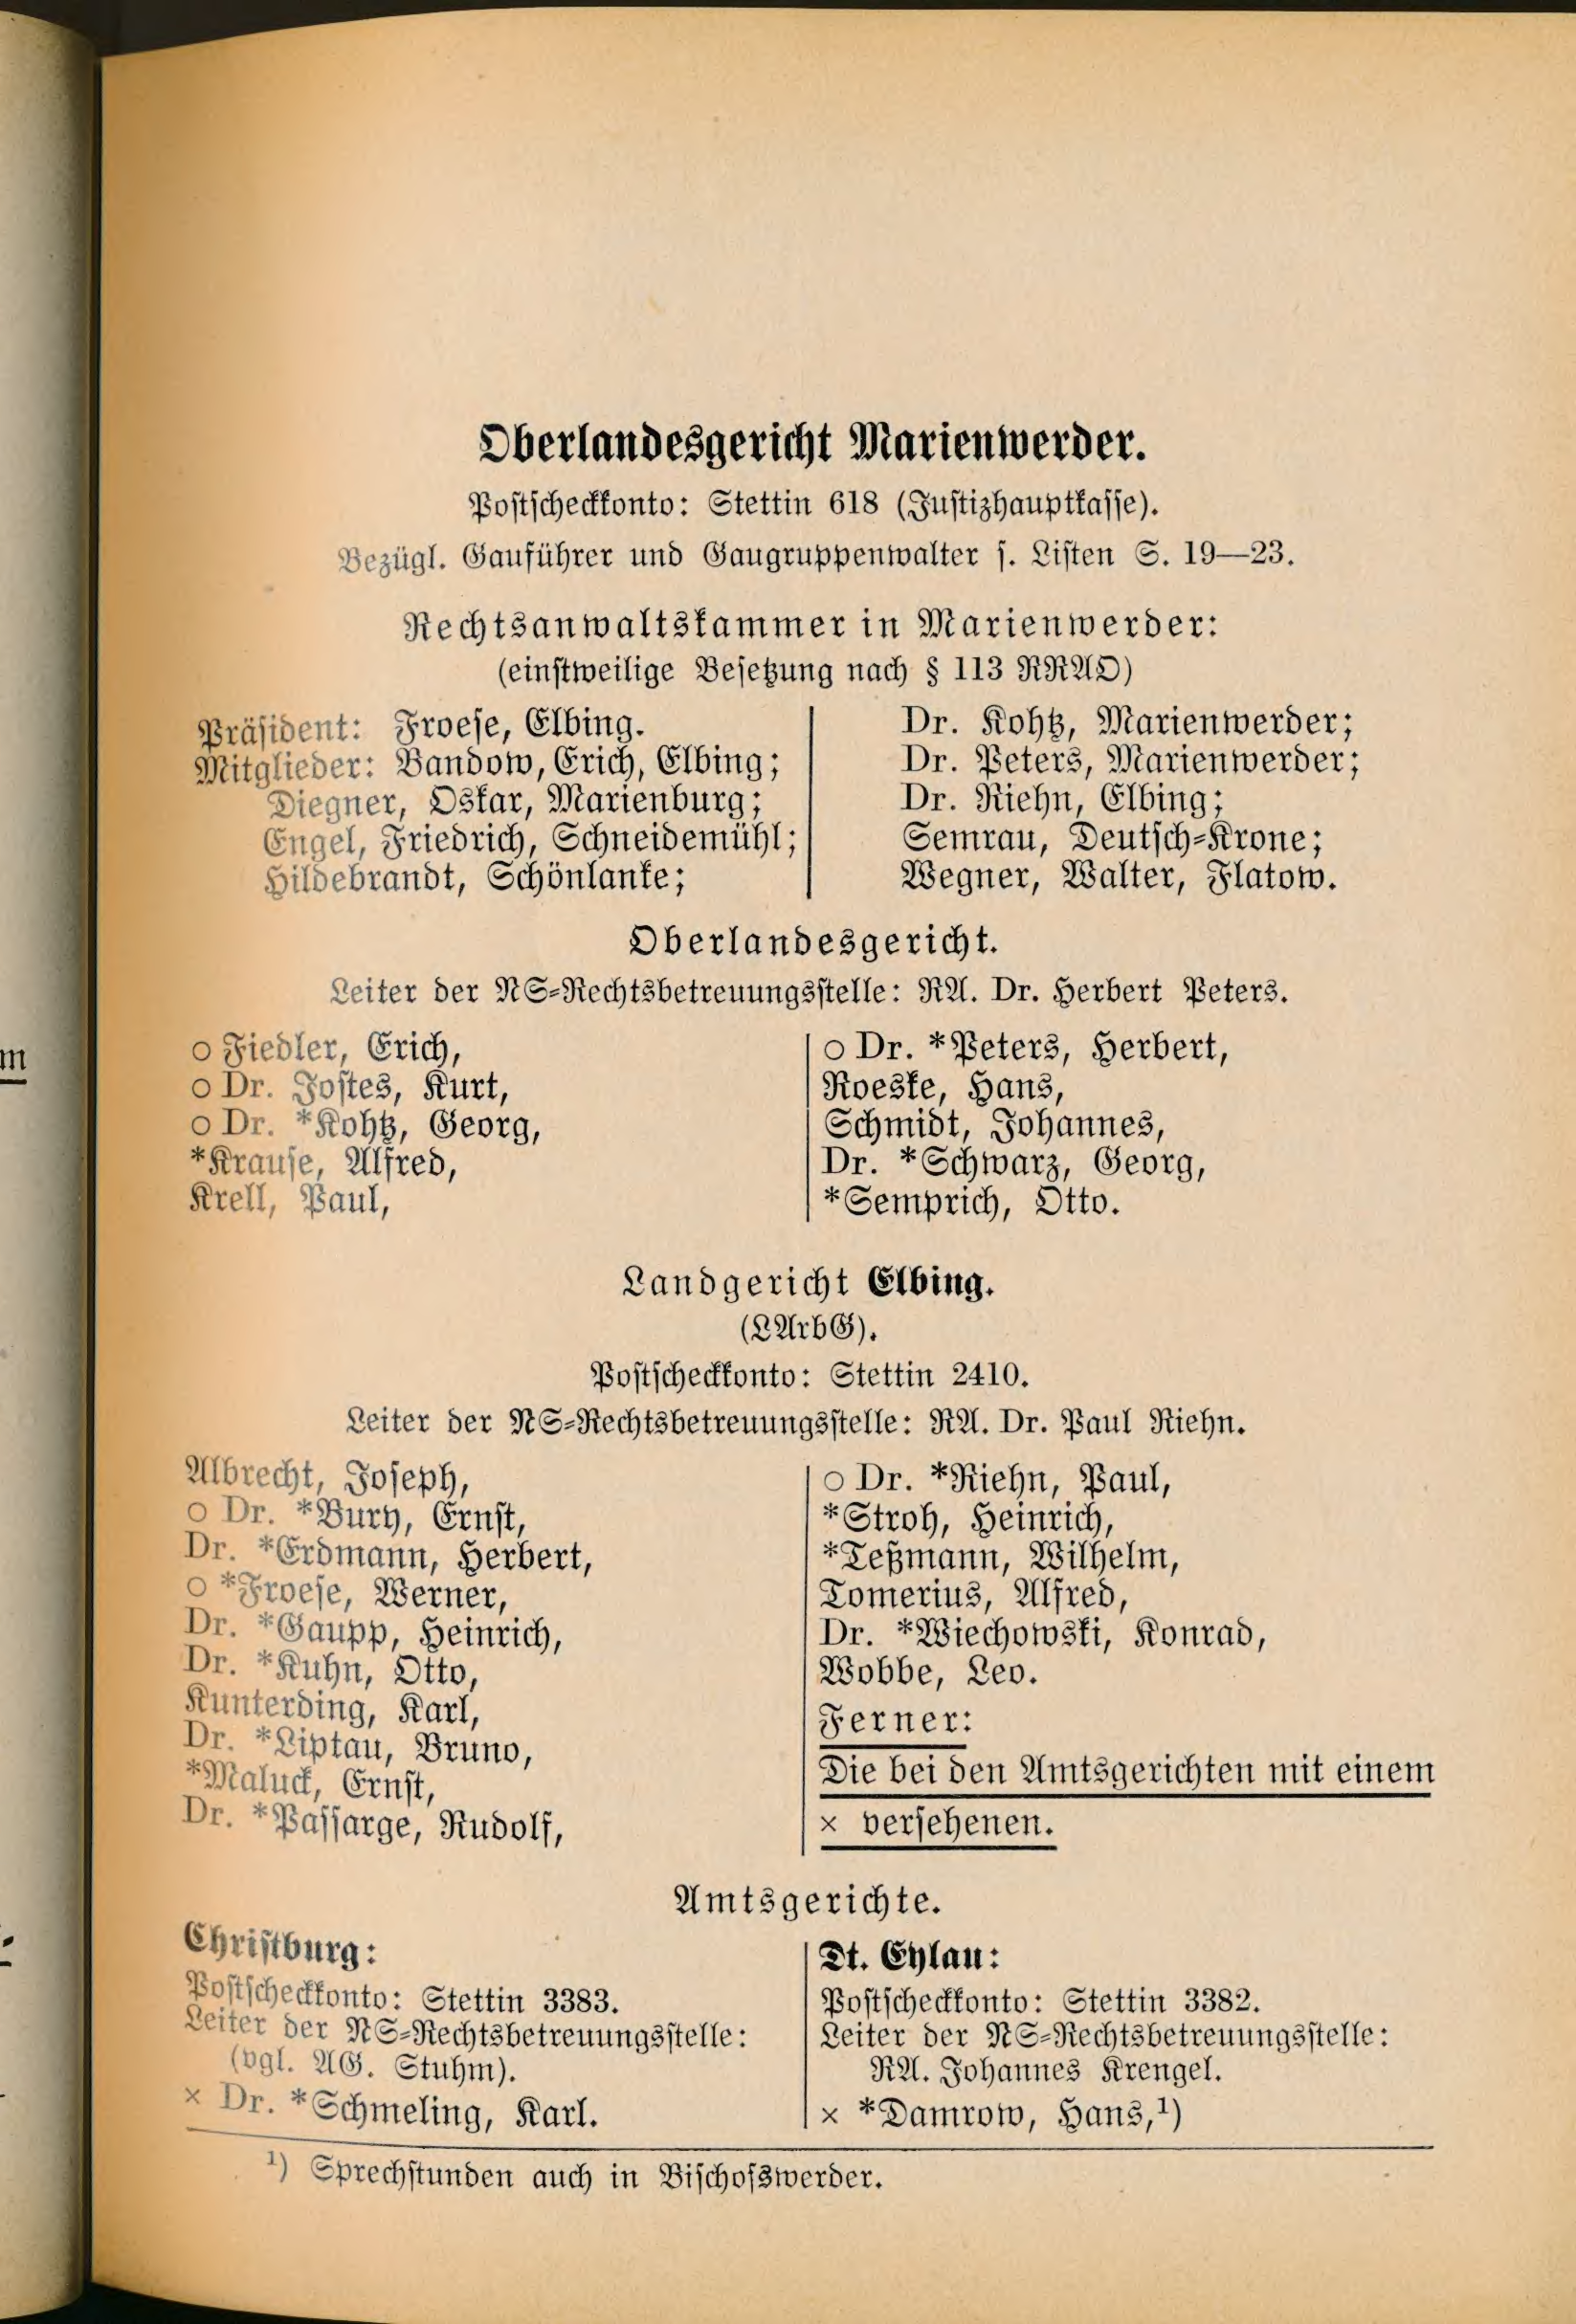 Oberlandesgericht Marienwerder.
Postscheckkonto: Stettin 618 (Justizhauptkasse).
Bezügl. Gauführer und Gaugruppenwalter s. Listen S. 19—23.
Rechtsanwaltskammer in Marienwerder:
(einstweilige Besetzung nach § 113 RRAO)
Präsident: Froese, Elbing.
Mitglieder: Bandow, Erich, Elbing;
Diegner, Oskar, Marienburg;
Engel, Friedrich, Schneidemühl;
Hildebrandt, Schönlanke;
Dr. Kohtz, Marienwerder;
Dr. Peters, Marienwerder;
Dr. Riehn, Elbing;
Semrau, Deutsch-Krone;
Wegner, Walter, Flatow.
Oberlandesgericht.
Leiter der NS-Rechtsbetreuungsstelle: RA. Dr. Herbert Peters.
○ Fiedler, Erich,
○ Dr. Jostes, Kurt,
○ Dr. *Kohtz, Georg,
*Krause, Alfred,
Krell, Paul,
○ Dr. *Peters, Herbert,
Roeske, Hans,
Schmidt, Johannes,
Dr. *Schwarz, Georg,
*Semprich, Otto.
Landgericht Elbing.
(LArbG).
Postscheckkonto: Stettin 2410.
Leiter der NS-Rechtsbetreuungsstelle: RA. Dr. Paul Riehn.
Albrecht, Joseph,
○ Dr. *Bury, Ernst,
Dr. *Erdmann, Herbert,
○ *Froese, Werner,
Dr. *Gaupp, Heinrich,
Dr. *Kuhn, Otto,
Kunterding, Karl,
Dr. *Liptau, Bruno,
*Maluck, Ernst,
Dr. *Passarge, Rudolf,
○ Dr. *Riehn, Paul,
*Stroh, Heinrich,
*Teßmann, Wilhelm,
Tomerius, Alfred,
Dr. *Wiechowski, Konrad,
Wobbe, Leo.
Ferner:
Die bei den Amtsgerichten mit einem
× versehenen.
Amtsgerichte.
Christburg:
Postscheckkonto: Stettin 3383.
Leiter der NS-Rechtsbetreuungsstelle:
(vgl. AG. Stuhm).
× Dr. *Schmeling, Karl.
Dt. Eylau:
Postscheckkonto: Stettin 3382.
Leiter der NS-Rechtsbetreuungsstelle:
RA. Johannes Krengel.
× *Damrow, Hans,¹)
¹) Sprechstunden auch in Bischofswerder.